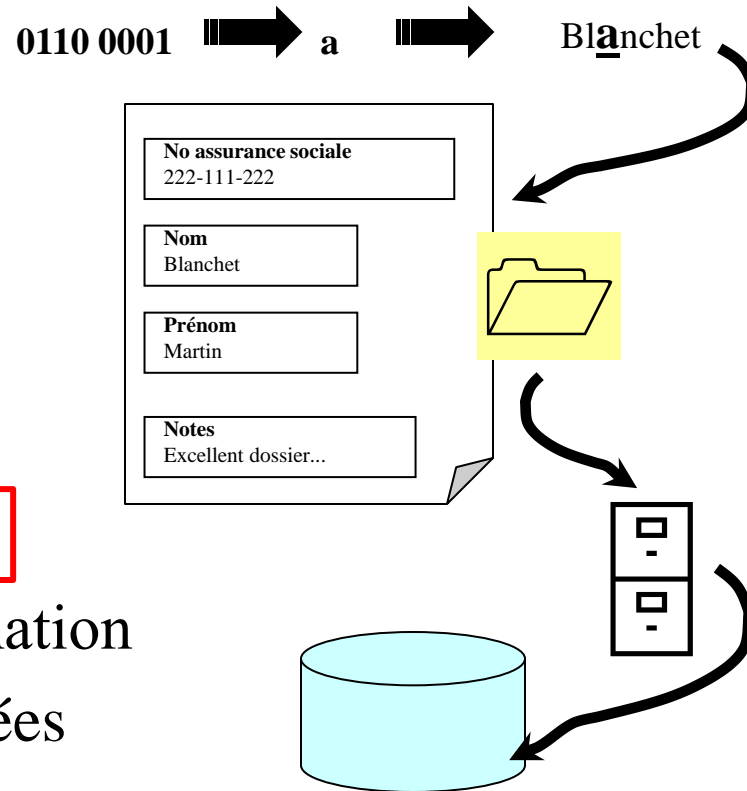 0110 0001 a Blanchet
No assurance sociale
222-111-222
Nom
Blanchet
Prénom
Martin
Notes
Excellent dossier...